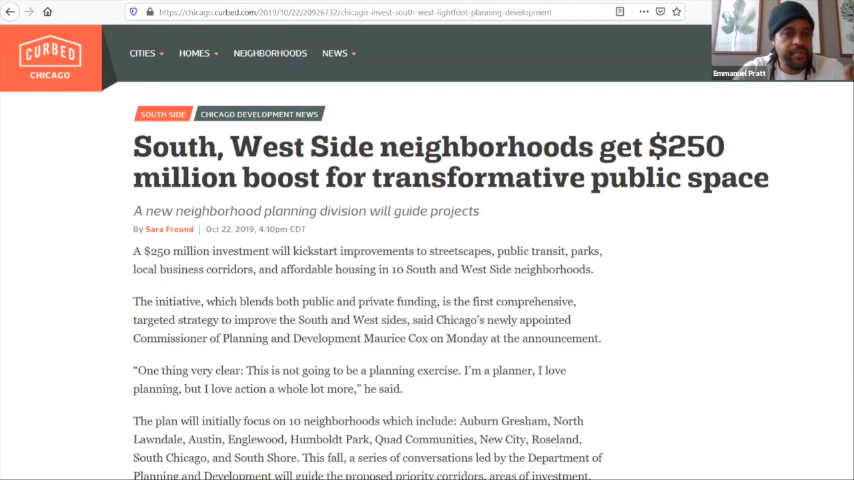 https://chicago.curbed.com/2019/10/22/20926732/chicago-invest-south-west-lightfoot-planning-development
Emmanuel Pratt
CURBED
CHICAGO
CITIES
HOMES
NEIGHBORHOODS
NEWS
SOUTH SIDE
CHICAGO DEVELOPMENT NEWS
South, West Side neighborhoods get $250
million boost for transformative public space
A new neighborhood planning division will guide projects
By Sara Freund | Oct 22, 2019, 4:10pm CDT
A $250 million investment will kickstart improvements to streetscapes, public transit, parks,
local business corridors, and affordable housing in 10 South and West Side neighborhoods.
The initiative, which blends both public and private funding, is the first comprehensive,
targeted strategy to improve the South and West sides, said Chicago's newly appointed
Commissioner of Planning and Development Maurice Cox on Monday at the announcement.
“One thing very clear: This is not going to be a planning exercise. I'm a planner, I love
planning, but I love action a whole lot more,” he said.
The plan will initially focus on 10 neighborhoods which include: Auburn Gresham, North
Lawndale, Austin, Englewood, Humboldt Park, Quad Communities, New City, Roseland,
South Chicago, and South Shore. This fall, a series of conversations led by the Department of
Planning and Development will guide the proposed priority corridors, areas of investment,